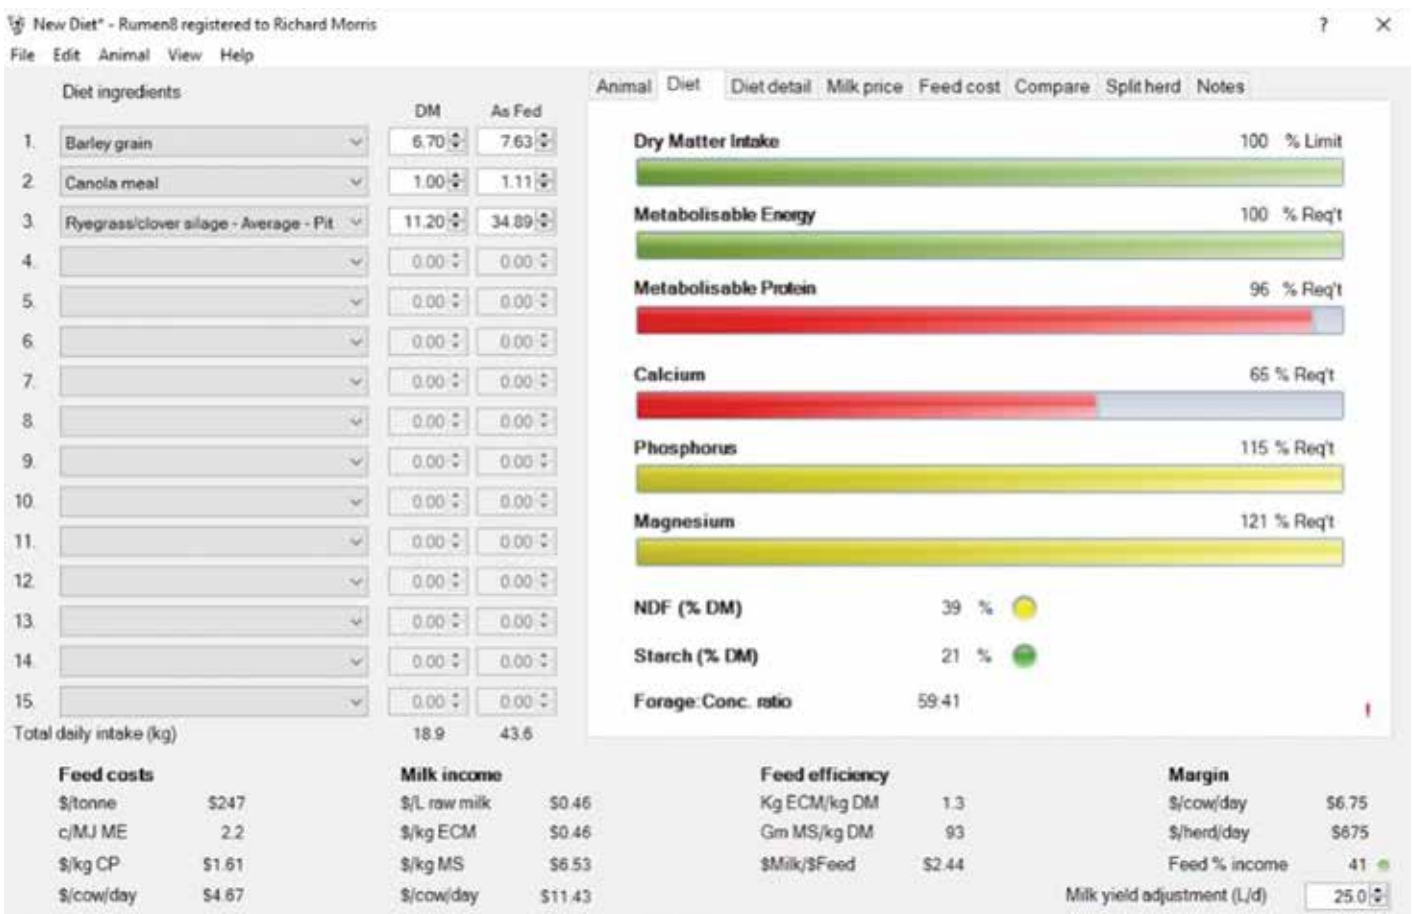 New Diet* - Rumen8 registered to Richard Morris ? ×
File Edit Animal View Help
Diet ingredients
DM As Fed
1. Barley grain 6.70 7.63
2. Canola meal 1.00 1.11
3. Ryegrass/clover silage - Average - Pit 11.20 34.89
4. 0.00 0.00
5. 0.00 0.00
6. 0.00 0.00
7. 0.00 0.00
8. 0.00 0.00
9. 0.00 0.00
10. 0.00 0.00
11. 0.00 0.00
12. 0.00 0.00
13. 0.00 0.00
14. 0.00 0.00
15. 0.00 0.00
Total daily intake (kg) 18.9 43.6
Animal Diet Diet detail Milk price Feed cost Compare Split herd Notes
Dry Matter Intake 100 % Limit
Metabolisable Energy 100 % Req't
Metabolisable Protein 96 % Req't
Calcium 65 % Req't
Phosphorus 115 % Req't
Magnesium 121 % Req't
NDF (% DM) 39 %
Starch (% DM) 21 %
Forage:Conc. ratio 59:41
!
Feed costs
$/tonne $247
c/MJ ME 2.2
$/kg CP $1.61
$/cow/day $4.67
Milk income
$/L raw milk $0.46
$/kg ECM $0.46
$/kg MS $6.53
$/cow/day $11.43
Feed efficiency
Kg ECM/kg DM 1.3
Gm MS/kg DM 93
$Milk/$Feed $2.44
Margin
$/cow/day $6.75
$/herd/day $675
Feed % income 41
Milk yield adjustment (L/d) 25.0